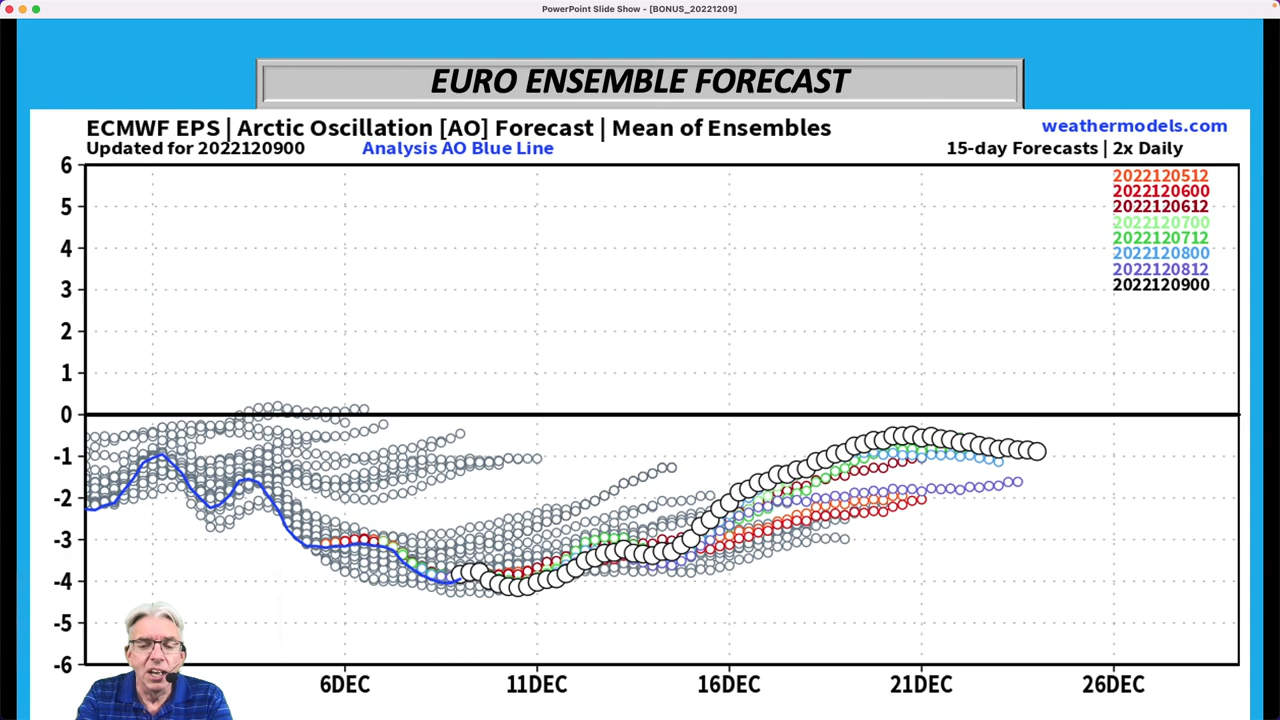 PowerPoint Slide Show - [BONUS_20221209]
EURO ENSEMBLE FORECAST
ECMWF EPS | Arctic Oscillation [AO] Forecast | Mean of Ensembles
weathermodels.com
Updated for 2022120900
Analysis AO Blue Line
15-day Forecasts | 2x Daily
6
5
4
3
2
1
0
-1
-2
-3
-4
-5
-6
2022120512
2022120600
2022120612
2022120700
2022120712
2022120800
2022120812
2022120900
6DEC
11DEC
16DEC
21DEC
26DEC